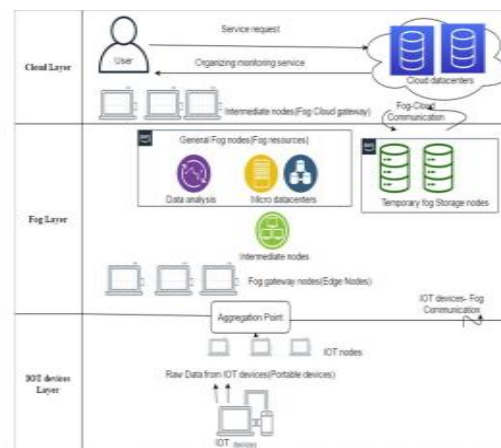 Service request
Cloud Layer
User
Organizing monitoring service
Cloud datacenters
Intermediate nodes(Fog Cloud gateway)
Fog-Cloud
Communication
aws
General Fog nodes(Fog resources)
aws
Data analysis
Micro datacenters
Temporary fog Storage nodes
Fog Layer
Intermediate nodes
Fog gateway nodes(Edge Nodes)
IOT devices- Fog
Communication
Aggregation Point
IOT nodes
IOT devices
Layer
Raw Data from IOT devices(Portable devices)
IOT devices